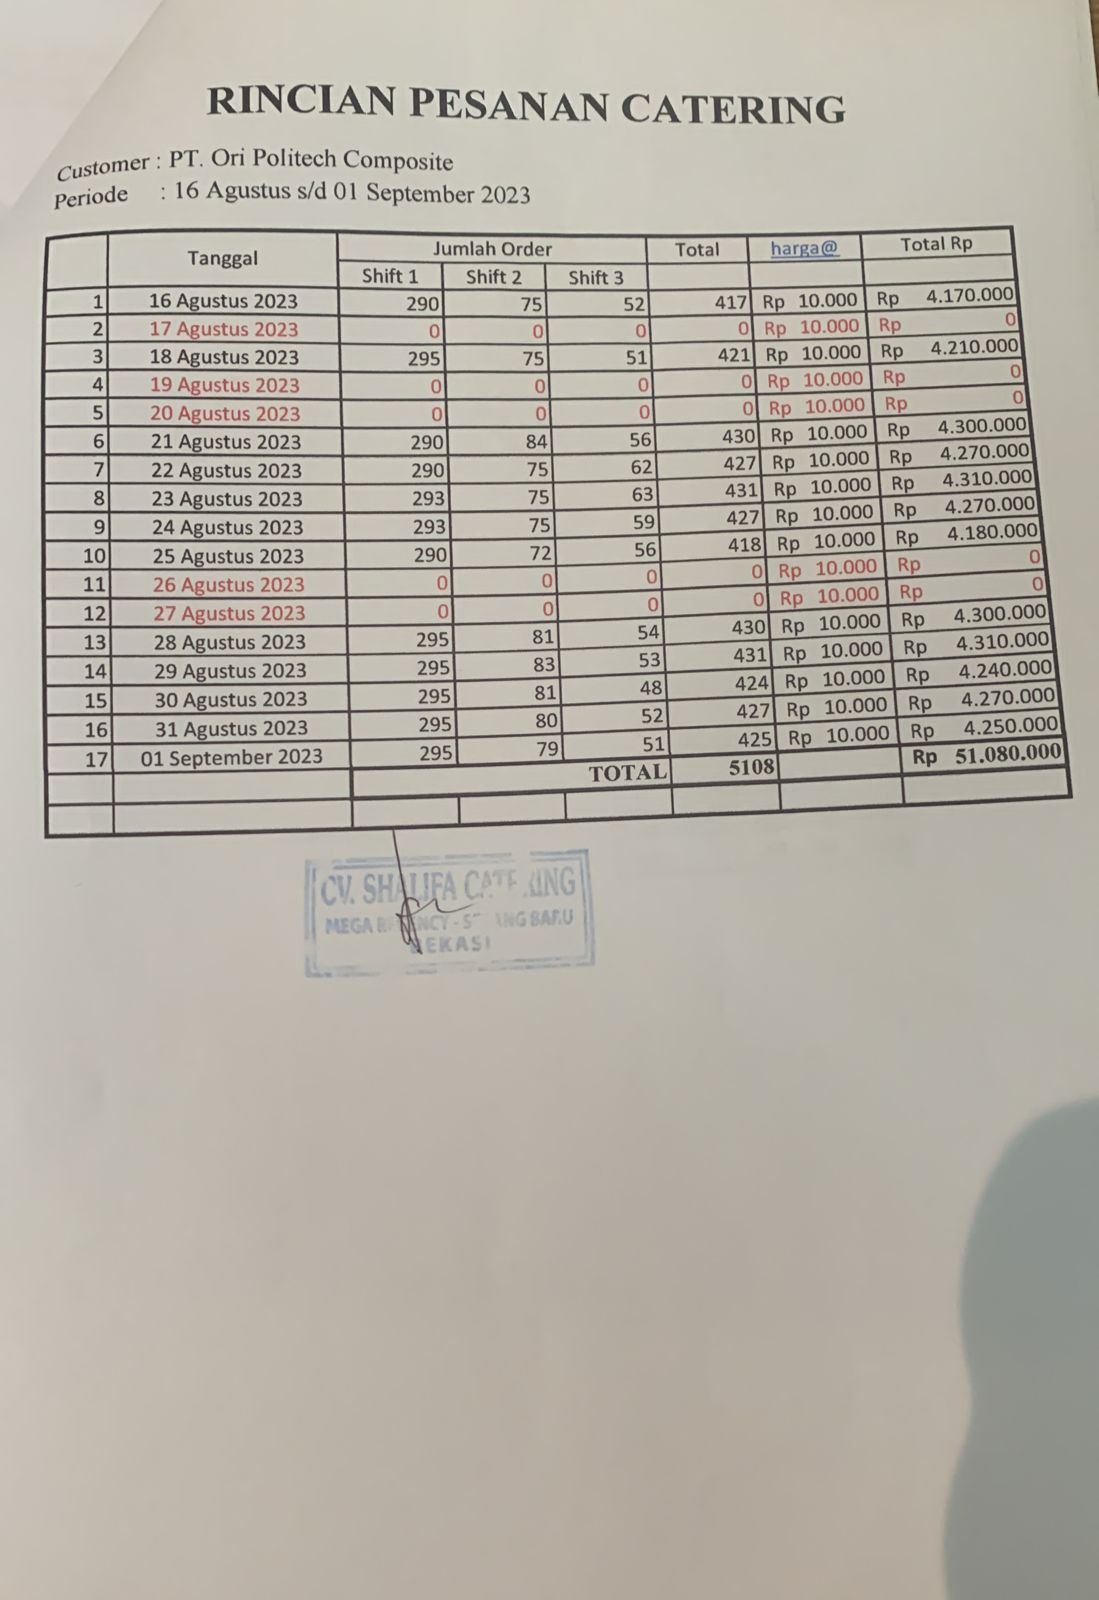 RINCIAN PESANAN CATERING
Customer : PT. Ori Politech Composite
Periode : 16 Agustus s/d 01 September 2023
Tanggal Jumlah Order Total harga@ Total Rp
Shift 1 Shift 2 Shift 3
1 16 Agustus 2023 290 75 52 417 Rp 10.000 Rp 4.170.000
2 17 Agustus 2023 0 0 0 0 Rp 10.000 Rp 0
3 18 Agustus 2023 295 75 51 421 Rp 10.000 Rp 4.210.000
4 19 Agustus 2023 0 0 0 0 Rp 10.000 Rp 0
5 20 Agustus 2023 0 0 0 0 Rp 10.000 Rp 0
6 21 Agustus 2023 290 84 56 430 Rp 10.000 Rp 4.300.000
7 22 Agustus 2023 290 75 62 427 Rp 10.000 Rp 4.270.000
8 23 Agustus 2023 293 75 63 431 Rp 10.000 Rp 4.310.000
9 24 Agustus 2023 293 75 59 427 Rp 10.000 Rp 4.270.000
10 25 Agustus 2023 290 72 56 418 Rp 10.000 Rp 4.180.000
11 26 Agustus 2023 0 0 0 0 Rp 10.000 Rp 0
12 27 Agustus 2023 0 0 0 0 Rp 10.000 Rp 0
13 28 Agustus 2023 295 81 54 430 Rp 10.000 Rp 4.300.000
14 29 Agustus 2023 295 83 53 431 Rp 10.000 Rp 4.310.000
15 30 Agustus 2023 295 81 48 424 Rp 10.000 Rp 4.240.000
16 31 Agustus 2023 295 80 52 427 Rp 10.000 Rp 4.270.000
17 01 September 2023 295 79 51 425 Rp 10.000 Rp 4.250.000
TOTAL 5108 Rp 51.080.000
CV. SHALIFA CATERING
MEGA BARU
BEKASI